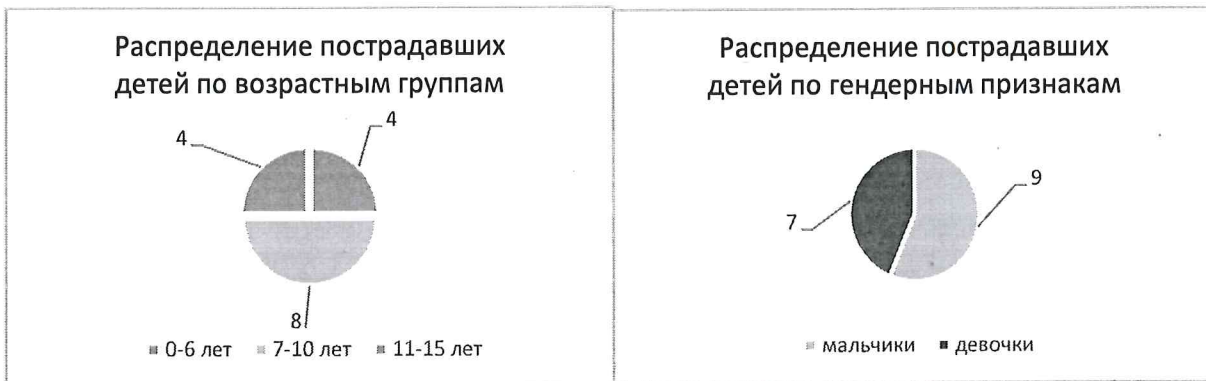 Распределение пострадавших
детей по возрастным группам
4
4
8
0-6 лет 7-10 лет 11-15 лет
Распределение пострадавших
детей по гендерным признакам
9
7
мальчики девочки